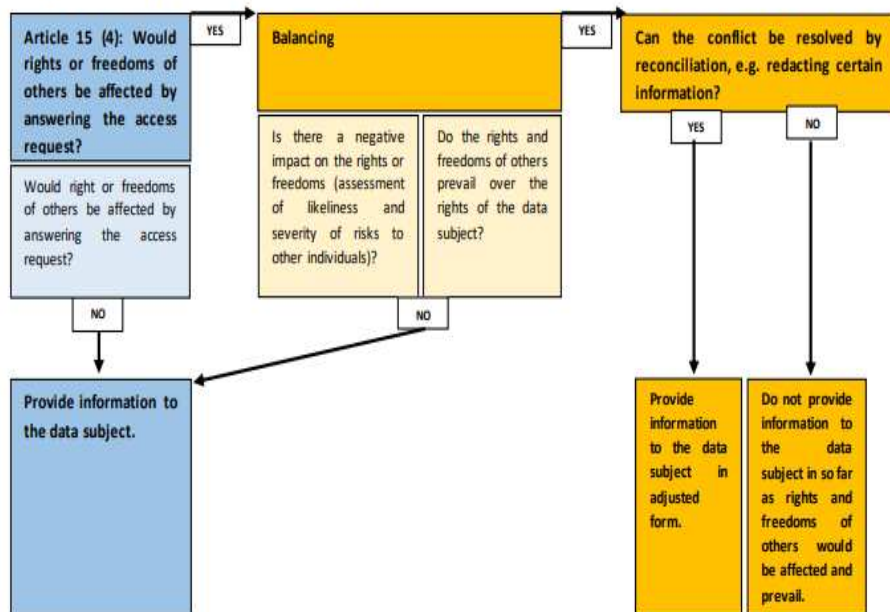 Article 15 (4): Would
rights or freedoms of
others be affected by
answering the access
request?
Would right or freedoms
of others be affected by
answering the access
request?
YES
Balancing
Is there a negative
impact on the rights or
freedoms (assessment
of likeliness and
severity of risks to
other individuals)?
Do the rights and
freedoms of others
prevail over the
rights of the data
subject?
YES
Can the conflict be resolved by
reconciliation, e.g. redacting certain
information?
YES
NO
NO
NO
Provide information to
the data subject.
Provide
information
to the data
subject in
adjusted
form.
Do not provide
information to
the data
subject in so far
as rights and
freedoms of
others would
be affected and
prevail.